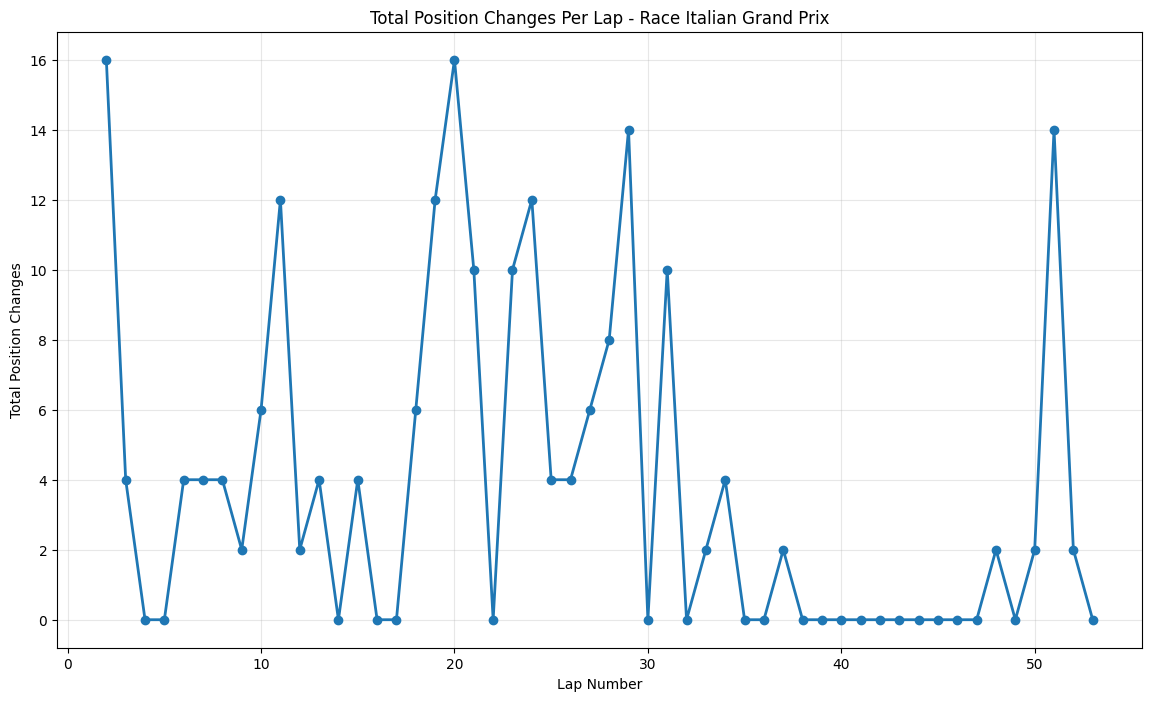 Total Position Changes Per Lap - Race Italian Grand Prix
Total Position Changes
16
14
12
10
8
6
4
2
0
0 10 20 30 40 50
Lap Number